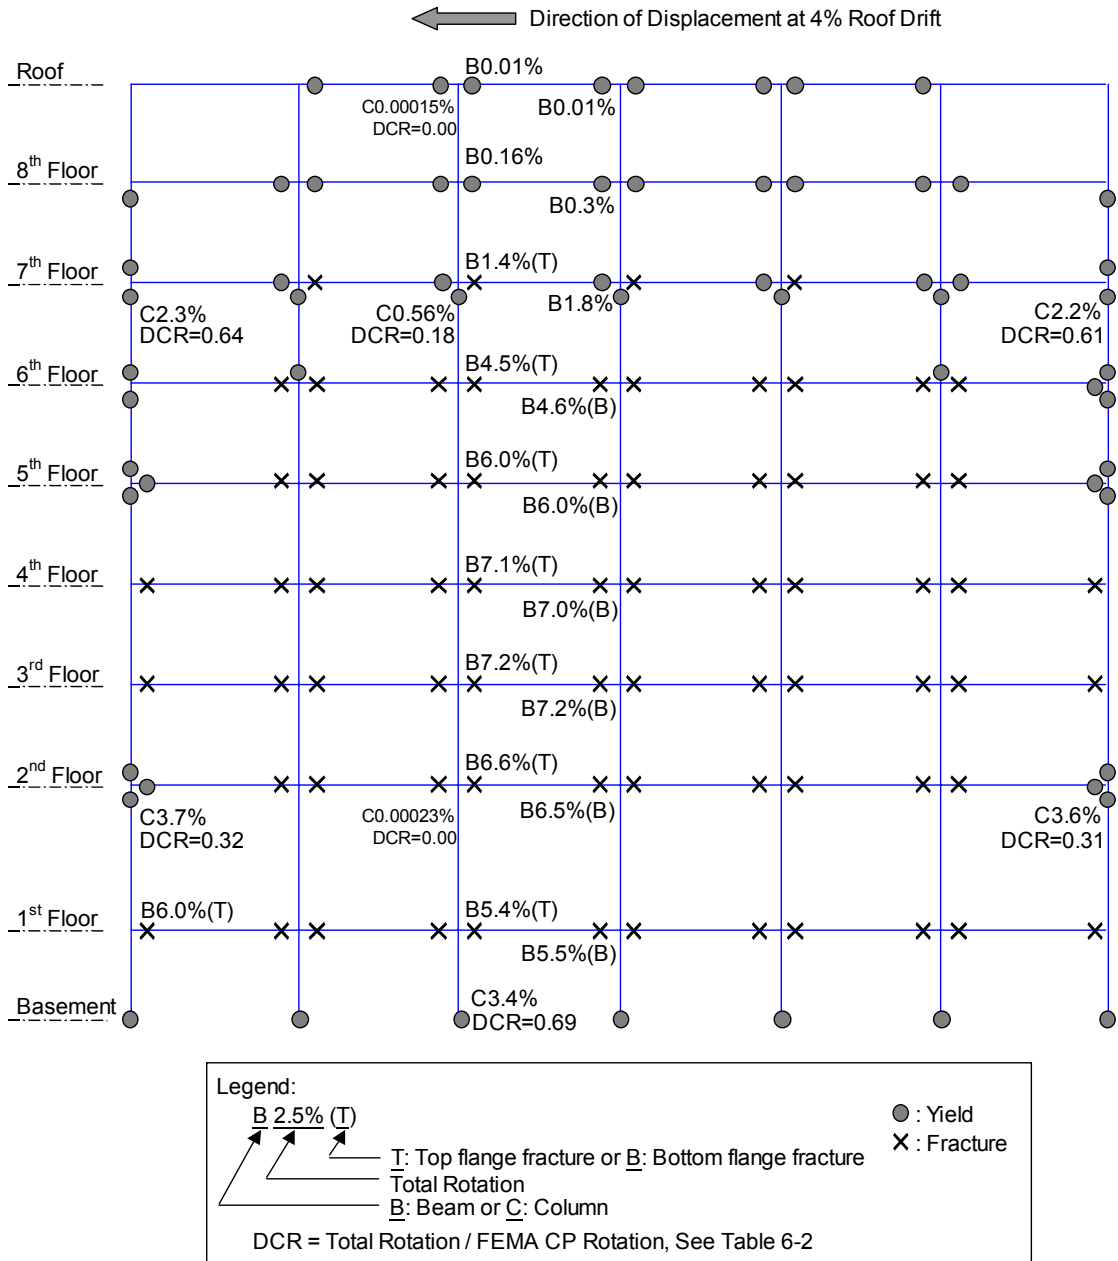 Direction of Displacement at 4% Roof Drift
Roof
B0.01%
C0.00015%
DCR=0.00
B0.01%
8th Floor
B0.16%
B0.3%
7th Floor
B1.4%(T)
B1.8%
C2.3%
DCR=0.64
C0.56%
DCR=0.18
C2.2%
DCR=0.61
6th Floor
B4.5%(T)
B4.6%(B)
5th Floor
B6.0%(T)
B6.0%(B)
4th Floor
B7.1%(T)
B7.0%(B)
3rd Floor
B7.2%(T)
B7.2%(B)
2nd Floor
B6.6%(T)
B6.5%(B)
C3.7%
DCR=0.32
C0.00023%
DCR=0.00
C3.6%
DCR=0.31
1st Floor
B6.0%(T)
B5.4%(T)
B5.5%(B)
Basement
C3.4%
DCR=0.69
Legend:
B 2.5% (T)
: Yield
: Fracture
T: Top flange fracture or B: Bottom flange fracture
Total Rotation
B: Beam or C: Column
DCR = Total Rotation / FEMA CP Rotation, See Table 6-2